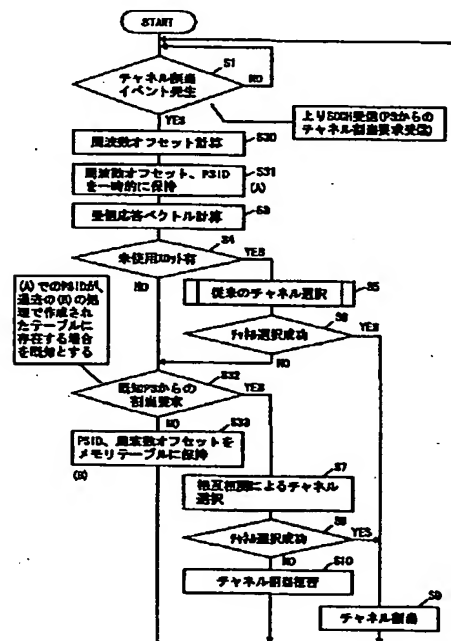 START
S1
チャネル割当
イベント発生
NO
YES
上りSCCH受信(PSからの
チャネル割当要求受信)
S30
周波数オフセット計算
S31
周波数オフセット、PSID
を一時的に保持
(A)
S3
受信応答ベクトル計算
S4
未使用スロット有
YES
NO
(A)でのPSIDが、
過去の(B)の処
理で作成され
たテーブルに
存在する場合
を既知とする
S5
従来のチャネル選択
S6
チャネル選択成功
YES
NO
S32
既知PSからの
割当要求
YES
NO
S33
PSID、周波数オフセットを
メモリテーブルに保持
(B)
S7
相互相関によるチャネル
選択
S8
チャネル選択成功
YES
NO
S10
チャネル割当拒否
S9
チャネル割当